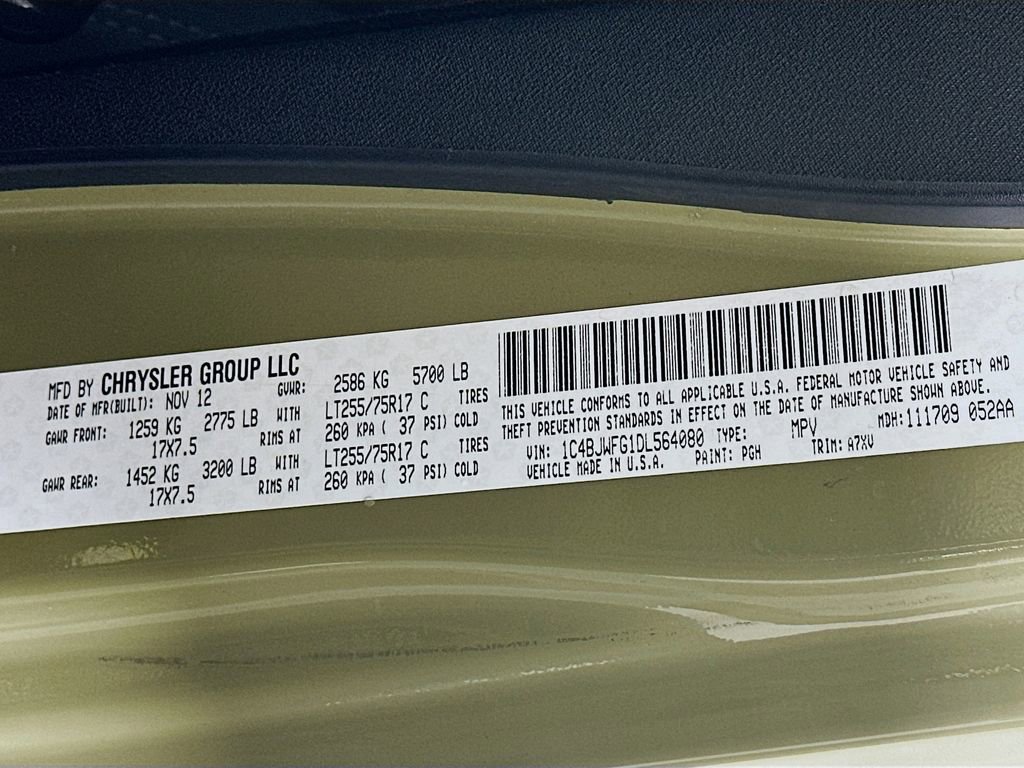 MFD BY CHRYSLER GROUP LLC
DATE OF MFR(BUILT): NOV 12 GVWR: 2586 KG 5700 LB
GAWR FRONT: 1259 KG 2775 LB WITH LT255/75R17 C TIRES
17X7.5 RIMS AT 260 KPA ( 37 PSI) COLD
GAWR REAR: 1452 KG 3200 LB WITH LT255/75R17 C TIRES
17X7.5 RIMS AT 260 KPA ( 37 PSI) COLD
THIS VEHICLE CONFORMS TO ALL APPLICABLE U.S.A. FEDERAL MOTOR VEHICLE SAFETY AND
THEFT PREVENTION STANDARDS IN EFFECT ON THE DATE OF MANUFACTURE SHOWN ABOVE.
VIN: 1C4BJWFG1DL564080 TYPE: MPV MDH:111709 052AA
VEHICLE MADE IN U.S.A. PAINT: PGH TRIM: A7XV